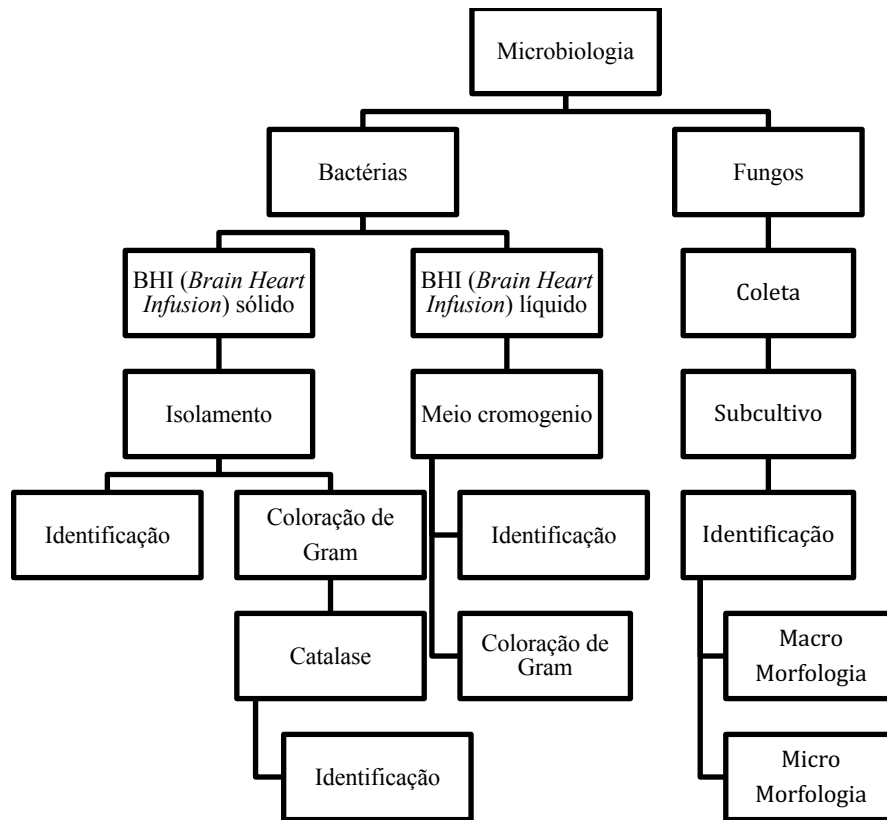 Microbiologia
Bactérias
Fungos
BHI (Brain Heart
Infusion) sólido
BHI (Brain Heart
Infusion) líquido
Coleta
Isolamento
Meio cromogenio
Subcultivo
Identificação
Coloração de
Gram
Identificação
Identificação
Catalase
Coloração de
Gram
Macro
Morfologia
Identificação
Micro
Morfologia